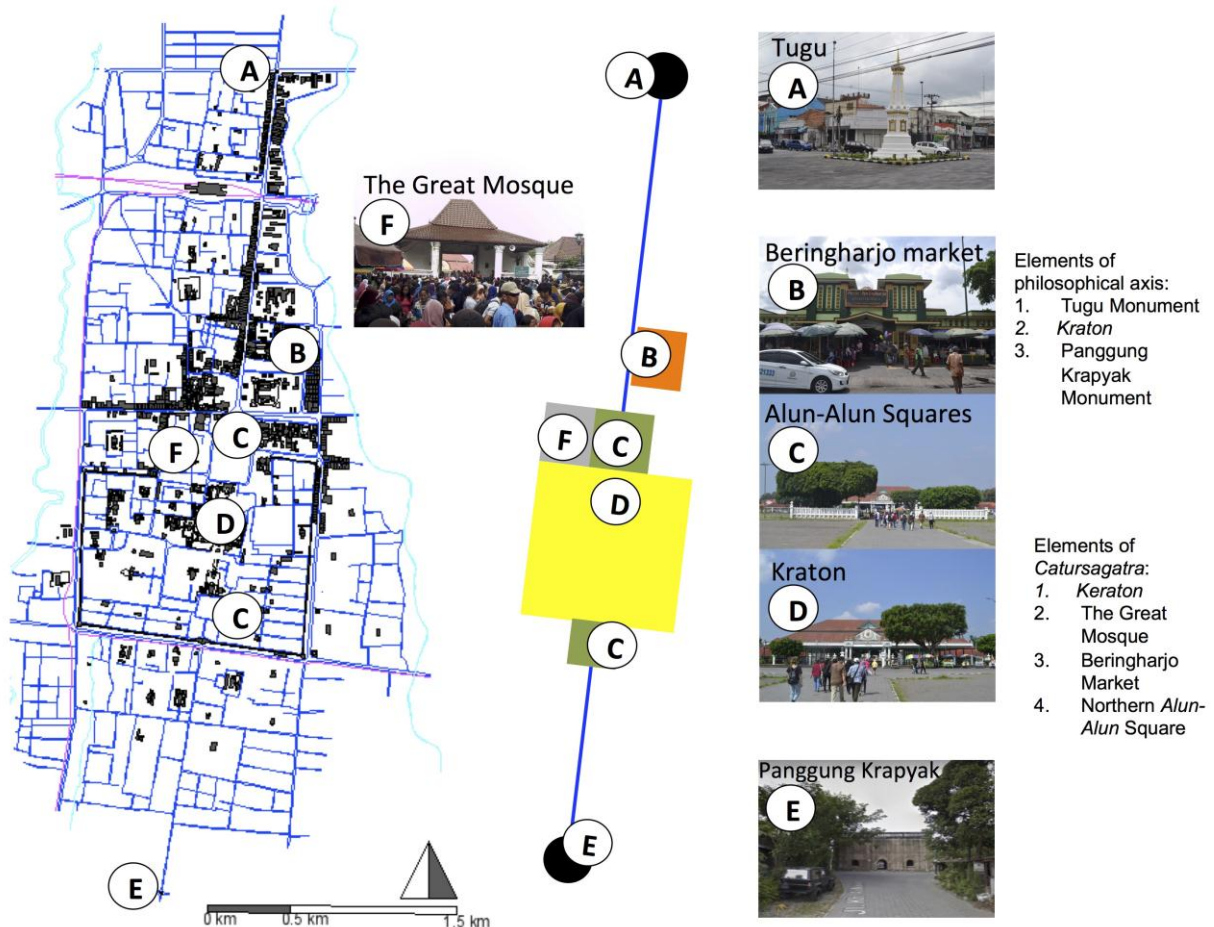 A
B
F
C
D
C
E
0 km
0.5 km
1.5 km
The Great Mosque
F
A
B
F
C
D
C
E
Tugu
A
Beringharjo market
B
Alun-Alun Squares
C
Kraton
D
Panggung Krapyak
E
Elements of
philosophical axis:
1. Tugu Monument
2. Kraton
3. Panggung
Krapyak
Monument
Elements of
Catursagatra:
1. Keraton
2. The Great
Mosque
3. Beringharjo
Market
4. Northern Alun-
Alun Square